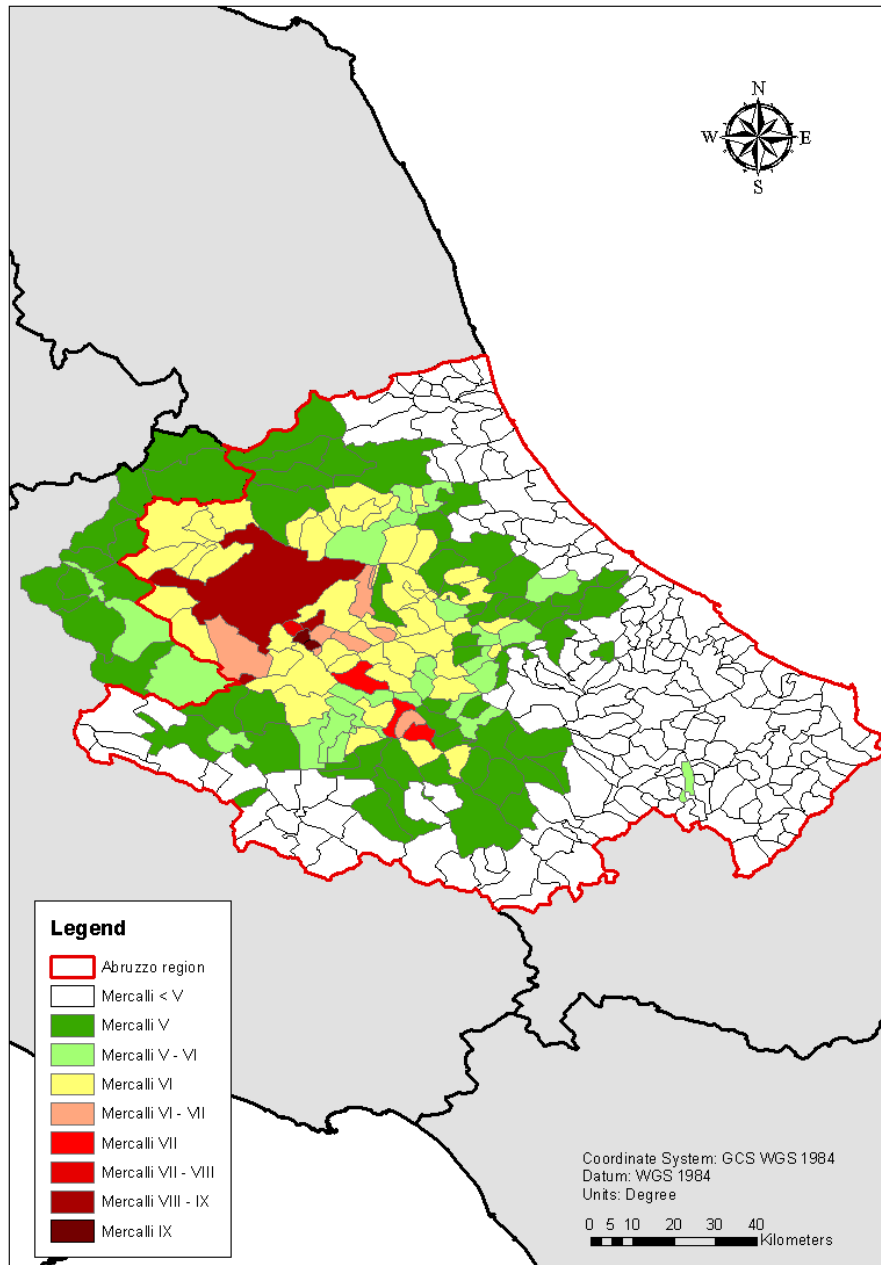 N
W E
S
Legend
Abruzzo region
Mercalli < V
Mercalli V
Mercalli V - VI
Mercalli VI
Mercalli VI - VII
Mercalli VII
Mercalli VII - VIII
Mercalli VIII - IX
Mercalli IX
Coordinate System: GCS WGS 1984
Datum: WGS 1984
Units: Degree
0 5 10 20 30 40
Kilometers